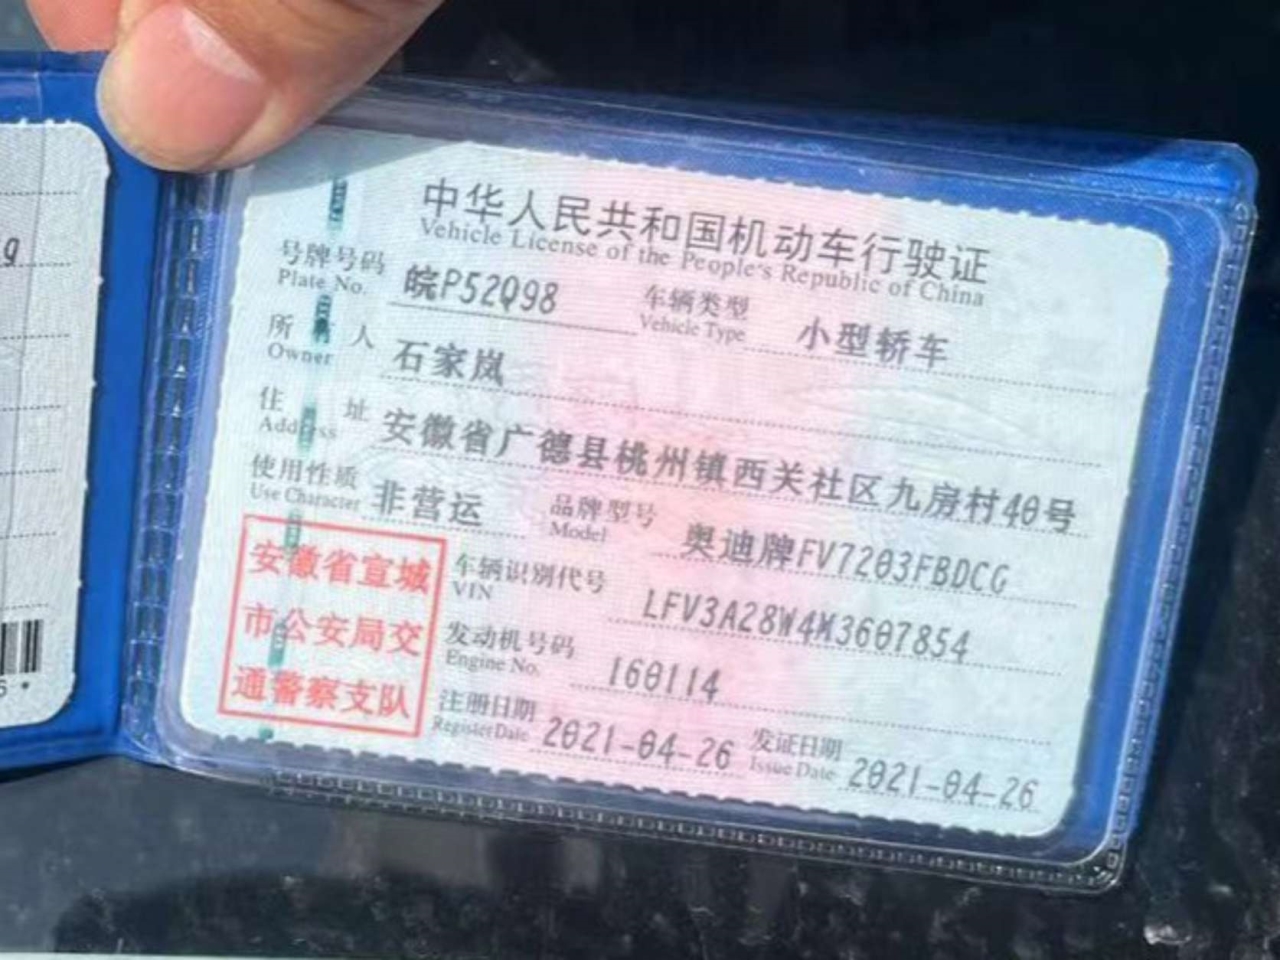 中华人民共和国机动车行驶证
Vehicle License of the People's Republic of China
号牌号码 皖P52Q98 车辆类型 小型轿车
Plate No. Vehicle Type
所 人 石家岚
Owner
住 址 安徽省广德县桃州镇西关社区九房村40号
Address
使用性质 非营运 品牌型号 奥迪牌FV7203FBDCG
Use Character Model
安徽省宣城
市公安局交
通警察支队
车辆识别代号 LFV3A28W4M3607854
VIN
发动机号码 160114
Engine No.
注册日期 2021-04-26 发证日期 2021-04-26
Register Date Issue Date